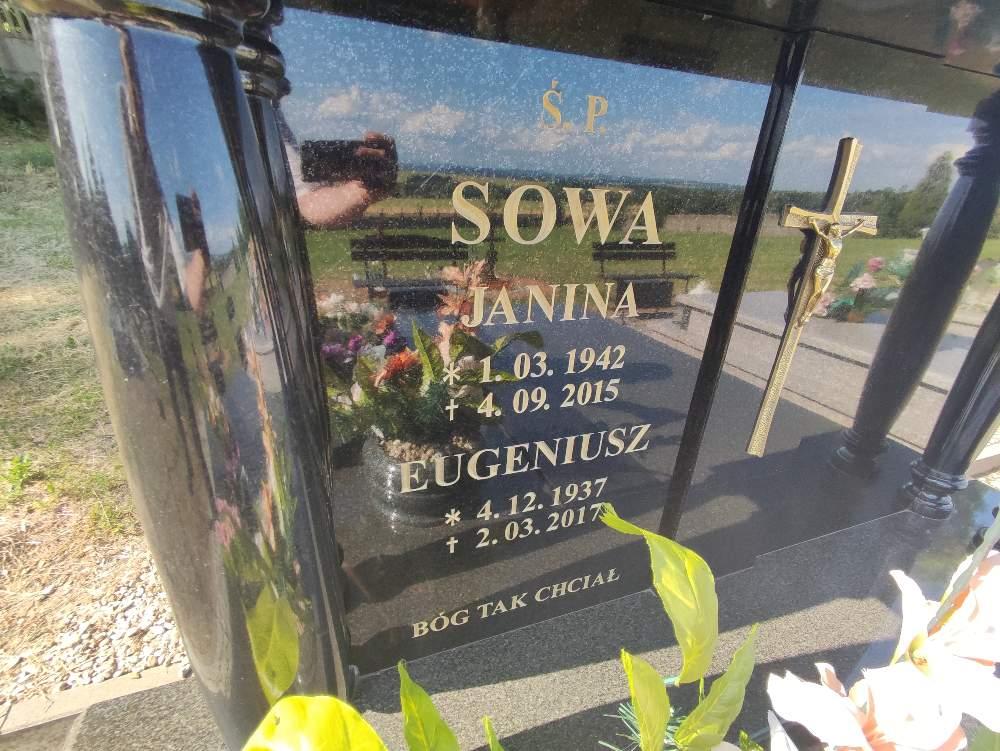 Ś. P.
SOWA
JANINA
* 1. 03. 1942
† 4. 09. 2015
EUGENIUSZ
* 4. 12. 1937
† 2. 03. 2017
BÓG TAK CHCIAŁ